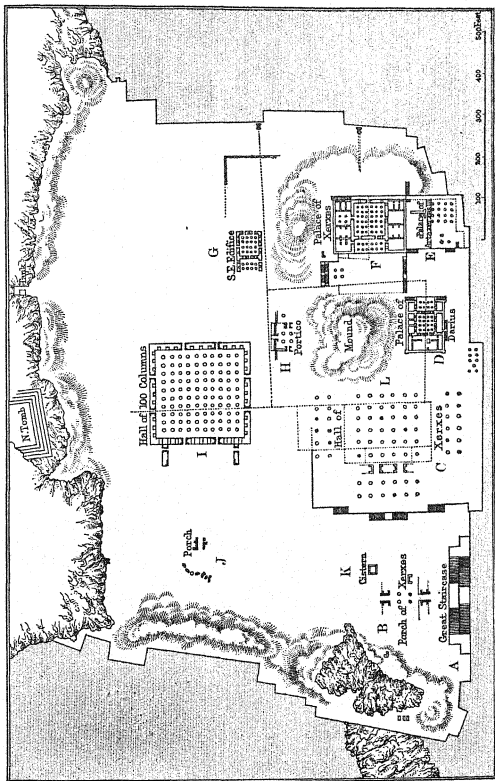 N. Tomb
Hall of 100 Columns
I
Porch
J
G
S.E. Edifice
H
Portico
Mound
Palace of
Xerxes
F
Palace of
Darius
D
E
L
Hall of
Xerxes
C
K
Cistern
B
Porch of Xerxes
Great Staircase
A
100 200 300 400 500 Feet